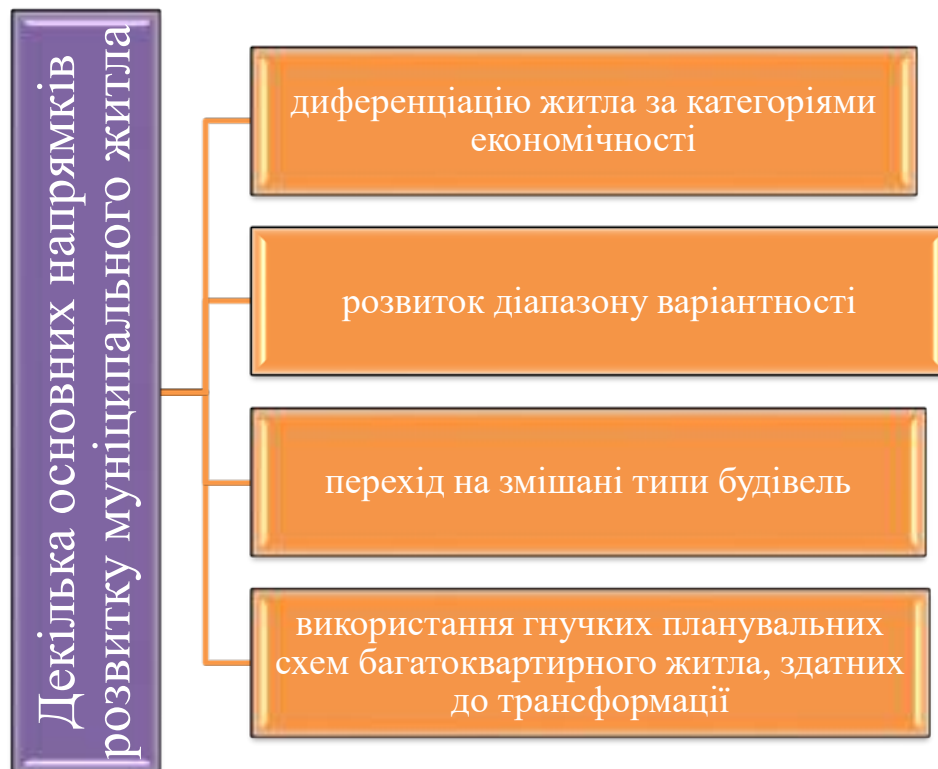 Декілька основних напрямків
розвитку муніципального житла
диференціацію житла за категоріями
економічності
розвиток діапазону варіантності
перехід на змішані типи будівель
використання гнучких планувальних
схем багатоквартирного житла, здатних
до трансформації